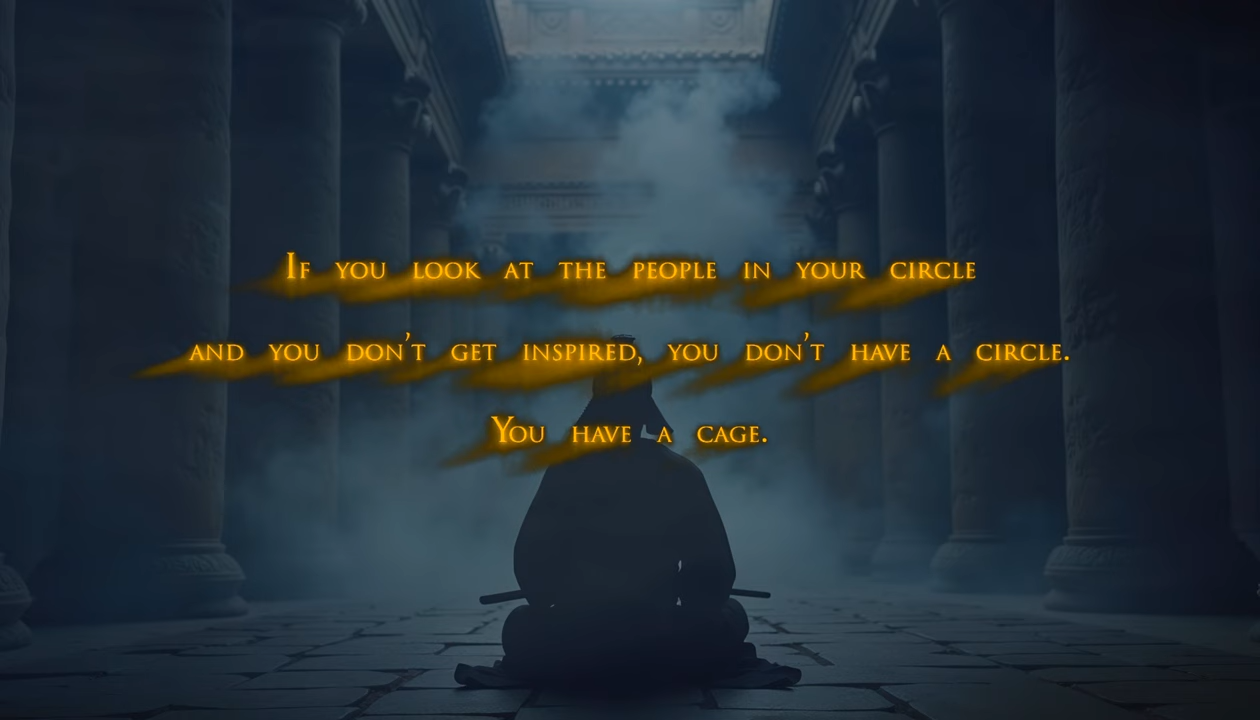 If you look at the people in your circle
and you don't get inspired, you don't have a circle.
You have a cage.